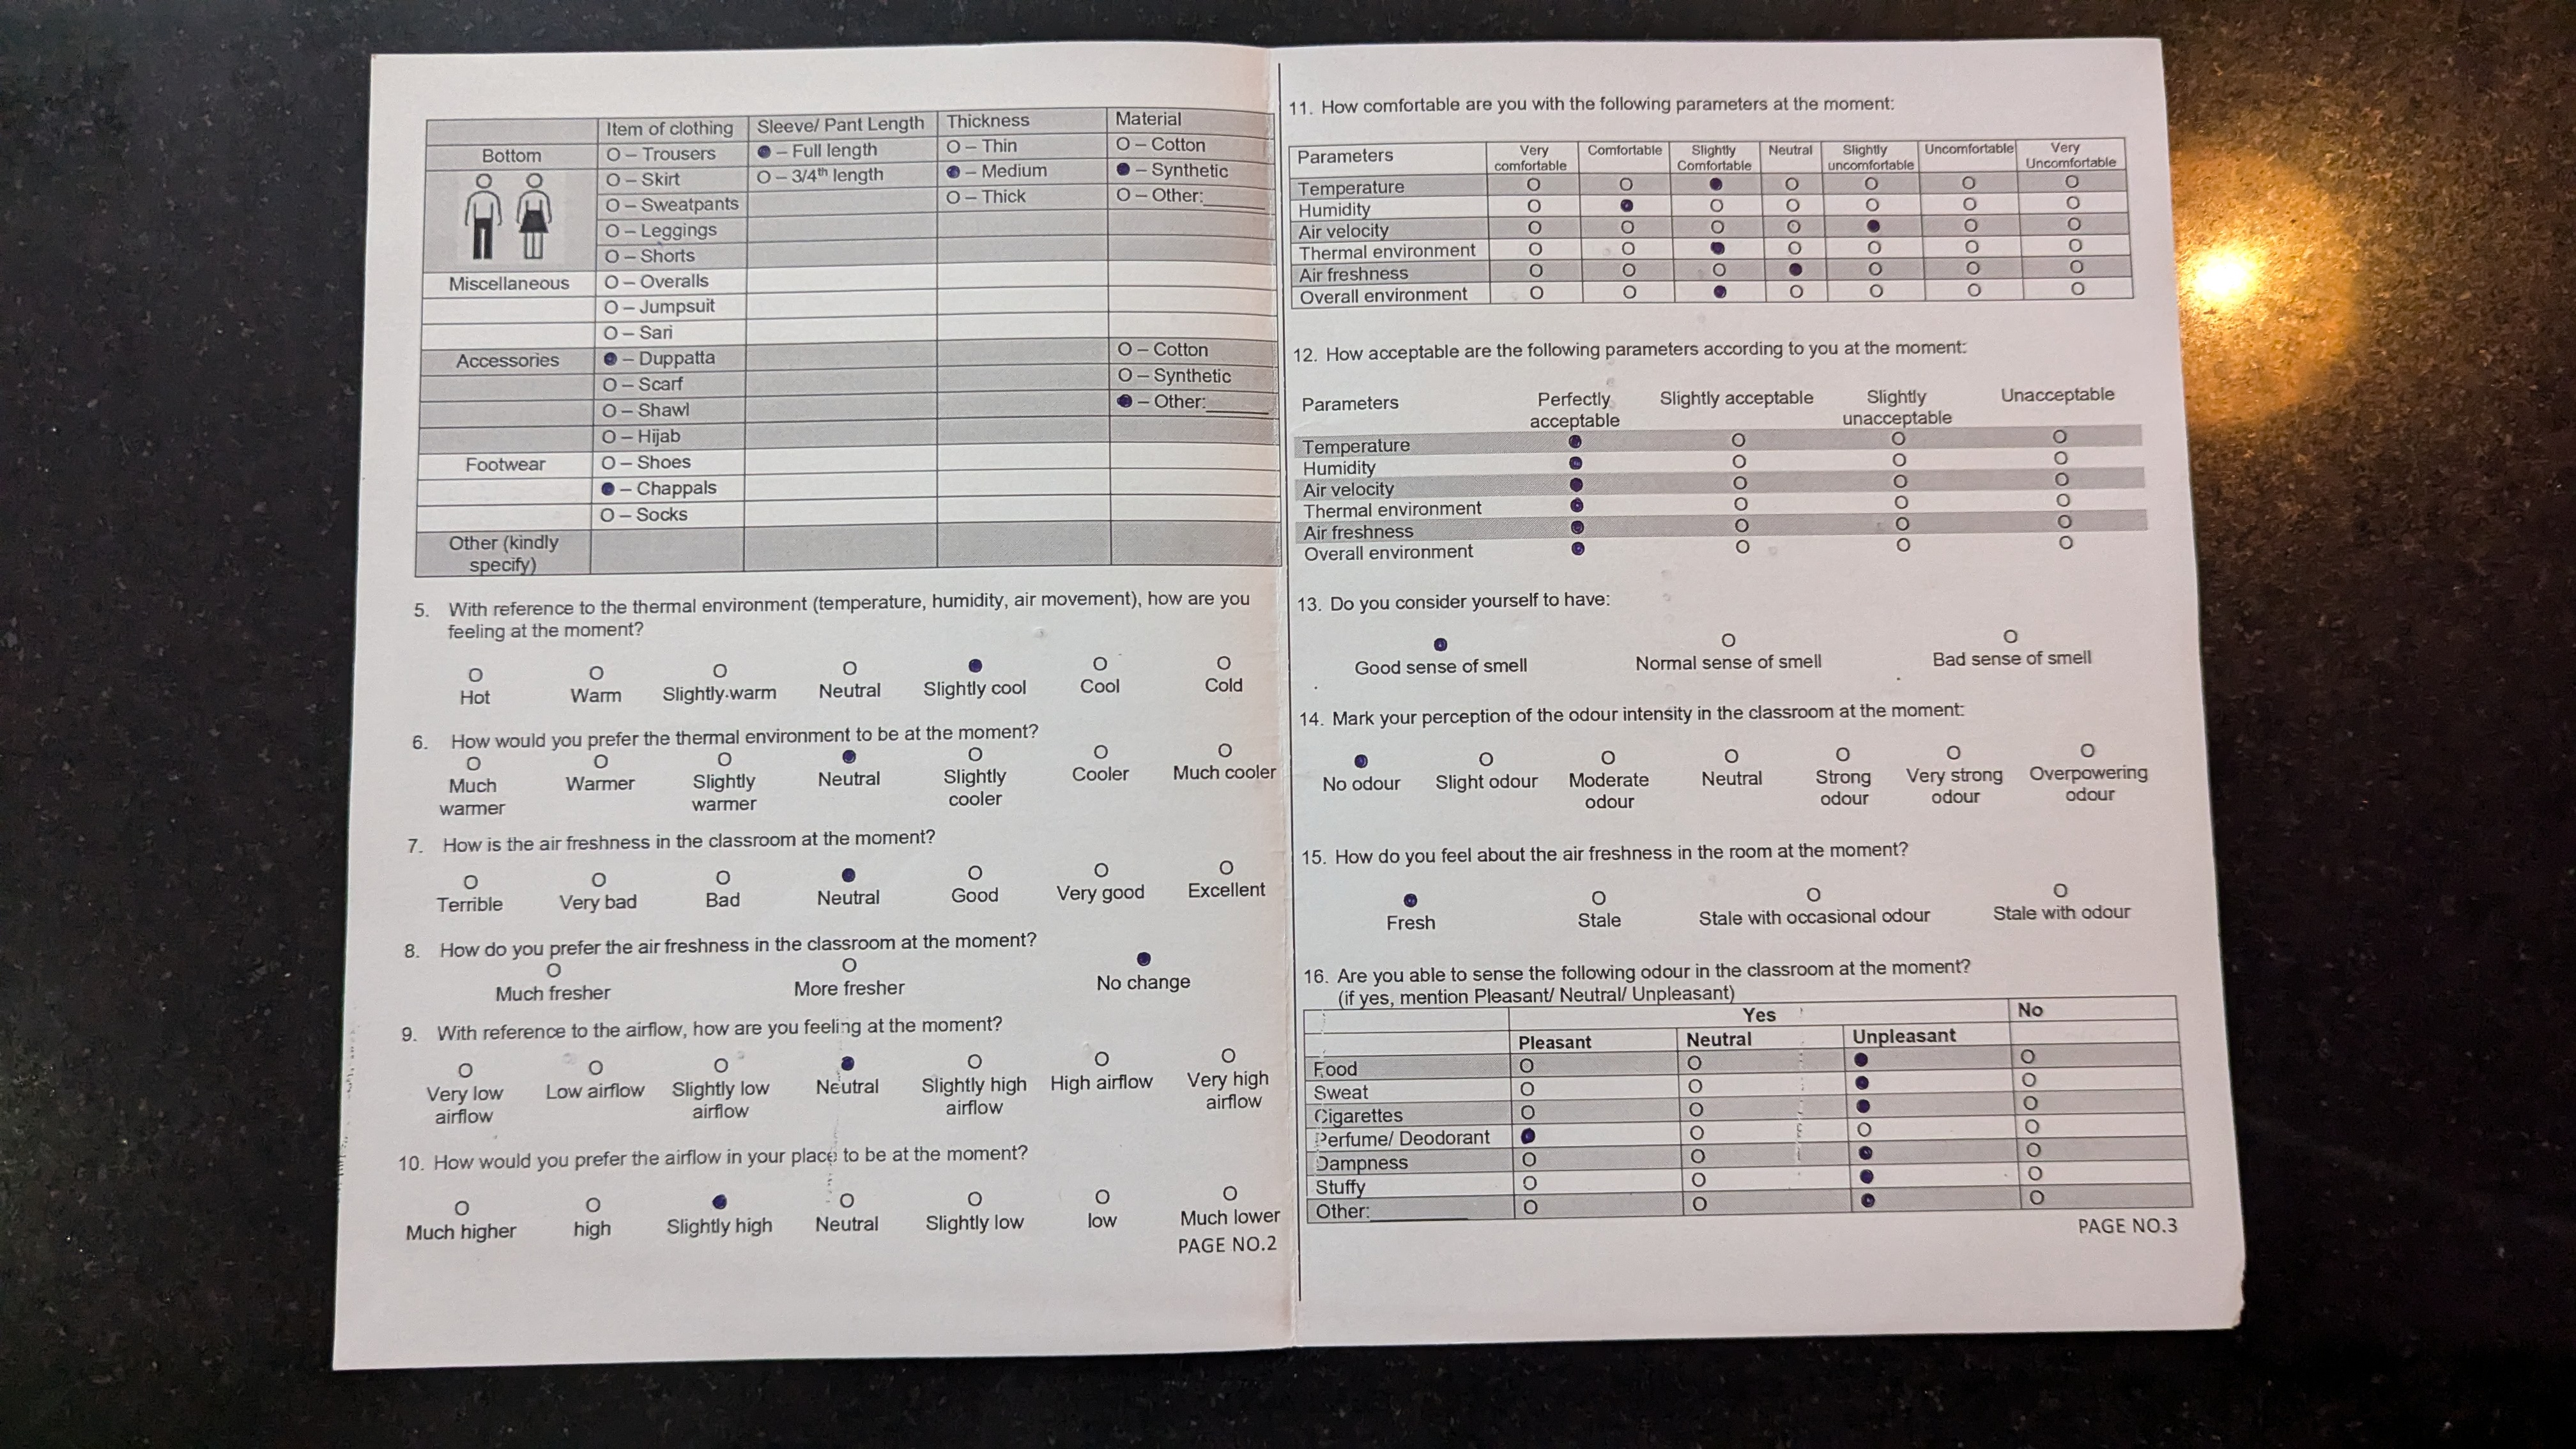 Item of clothing Sleeve/ Pant Length Thickness Material
Bottom O – Trousers ● – Full length O – Thin O – Cotton
O – Skirt O – 3/4th length ● – Medium ● – Synthetic
O – Sweatpants O – Thick O – Other:______
O – Leggings
O – Shorts
Miscellaneous O – Overalls
O – Jumpsuit
O – Sari
Accessories ● – Duppatta O – Cotton
O – Scarf O – Synthetic
O – Shawl ● – Other:______
O – Hijab
Footwear O – Shoes
● – Chappals
O – Socks
Other (kindly
specify)
5. With reference to the thermal environment (temperature, humidity, air movement), how are you
feeling at the moment?
O O O O ● O O
Hot Warm Slightly warm Neutral Slightly cool Cool Cold
6. How would you prefer the thermal environment to be at the moment?
O O O ● O O O
Much Warmer Slightly Neutral Slightly Cooler Much cooler
warmer warmer cooler
7. How is the air freshness in the classroom at the moment?
O O O ● O O O
Terrible Very bad Bad Neutral Good Very good Excellent
8. How do you prefer the air freshness in the classroom at the moment?
O O ●
Much fresher More fresher No change
9. With reference to the airflow, how are you feeling at the moment?
O O O ● O O O
Very low Low airflow Slightly low Neutral Slightly high High airflow Very high
airflow airflow airflow airflow
10. How would you prefer the airflow in your place to be at the moment?
O O ● O O O O
Much higher high Slightly high Neutral Slightly low low Much lower
PAGE NO.2
11. How comfortable are you with the following parameters at the moment:
Parameters Very Comfortable Slightly Neutral Slightly Uncomfortable Very
comfortable Comfortable uncomfortable Uncomfortable
Temperature O O ● O O O O
Humidity O ● O O O O O
Air velocity O O O O ● O O
Thermal environment O O ● O O O O
Air freshness O O O ● O O O
Overall environment O O ● O O O O
12. How acceptable are the following parameters according to you at the moment:
Parameters Perfectly Slightly acceptable Slightly Unacceptable
acceptable unacceptable
Temperature ● O O O
Humidity ● O O O
Air velocity ● O O O
Thermal environment ● O O O
Air freshness ● O O O
Overall environment ● O O O
13. Do you consider yourself to have:
● O O
Good sense of smell Normal sense of smell Bad sense of smell
14. Mark your perception of the odour intensity in the classroom at the moment:
● O O O O O O
No odour Slight odour Moderate Neutral Strong Very strong Overpowering
odour odour odour odour
15. How do you feel about the air freshness in the room at the moment?
● O O O
Fresh Stale Stale with occasional odour Stale with odour
16. Are you able to sense the following odour in the classroom at the moment?
(if yes, mention Pleasant/ Neutral/ Unpleasant)
Yes No
Pleasant Neutral Unpleasant
Food O O ● O
Sweat O O ● O
Cigarettes O O ● O
Perfume/ Deodorant ● O O O
Dampness O O ● O
Stuffy O O ● O
Other:________ O O ● O
PAGE NO.3